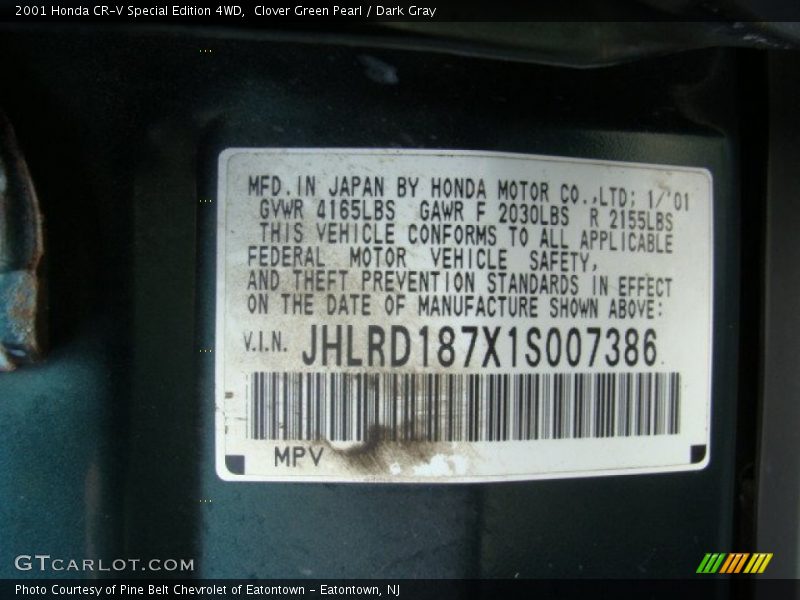 2001 Honda CR-V Special Edition 4WD,  Clover Green Pearl / Dark Gray
MFD. IN JAPAN BY HONDA MOTOR CO.,LTD; 1/'01
GVWR 4165LBS GAWR F 2030LBS R 2155LBS
THIS VEHICLE CONFORMS TO ALL APPLICABLE
FEDERAL MOTOR VEHICLE SAFETY,
AND THEFT PREVENTION STANDARDS IN EFFECT
ON THE DATE OF MANUFACTURE SHOWN ABOVE:
V.I.N. JHLRD187X1S007386
MPV
GTCARLOT.COM
Photo Courtesy of Pine Belt Chevrolet of Eatontown - Eatontown, NJ